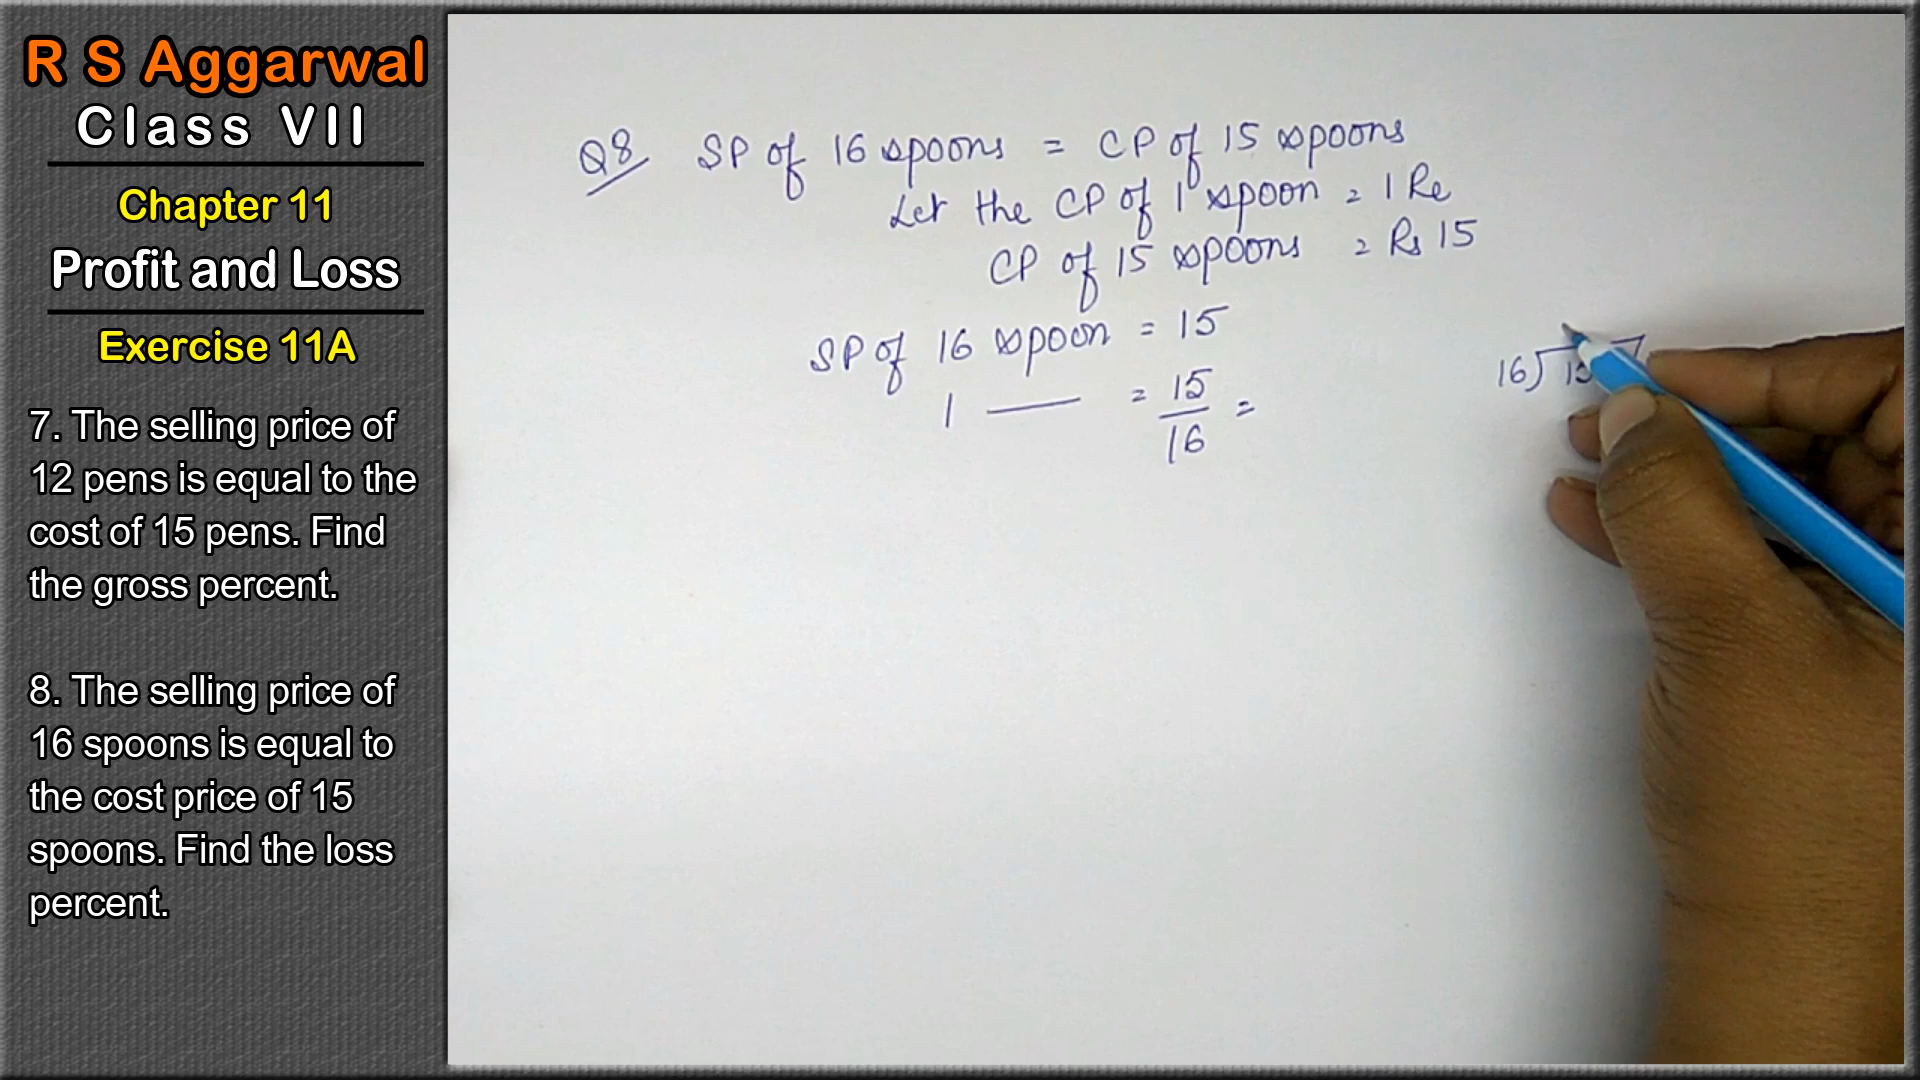 R S Aggarwal
Class VII
Chapter 11
Profit and Loss
Exercise 11A
7. The selling price of
12 pens is equal to the
cost of 15 pens. Find
the gross percent.
8. The selling price of
16 spoons is equal to
the cost price of 15
spoons. Find the loss
percent.
Q8 SP of 16 spoons = CP of 15 spoons
Let the CP of 1 spoon = 1 Re
CP of 15 spoons = Rs 15
SP of 16 spoon = 15
1 —— = 15/16 =
16) 15